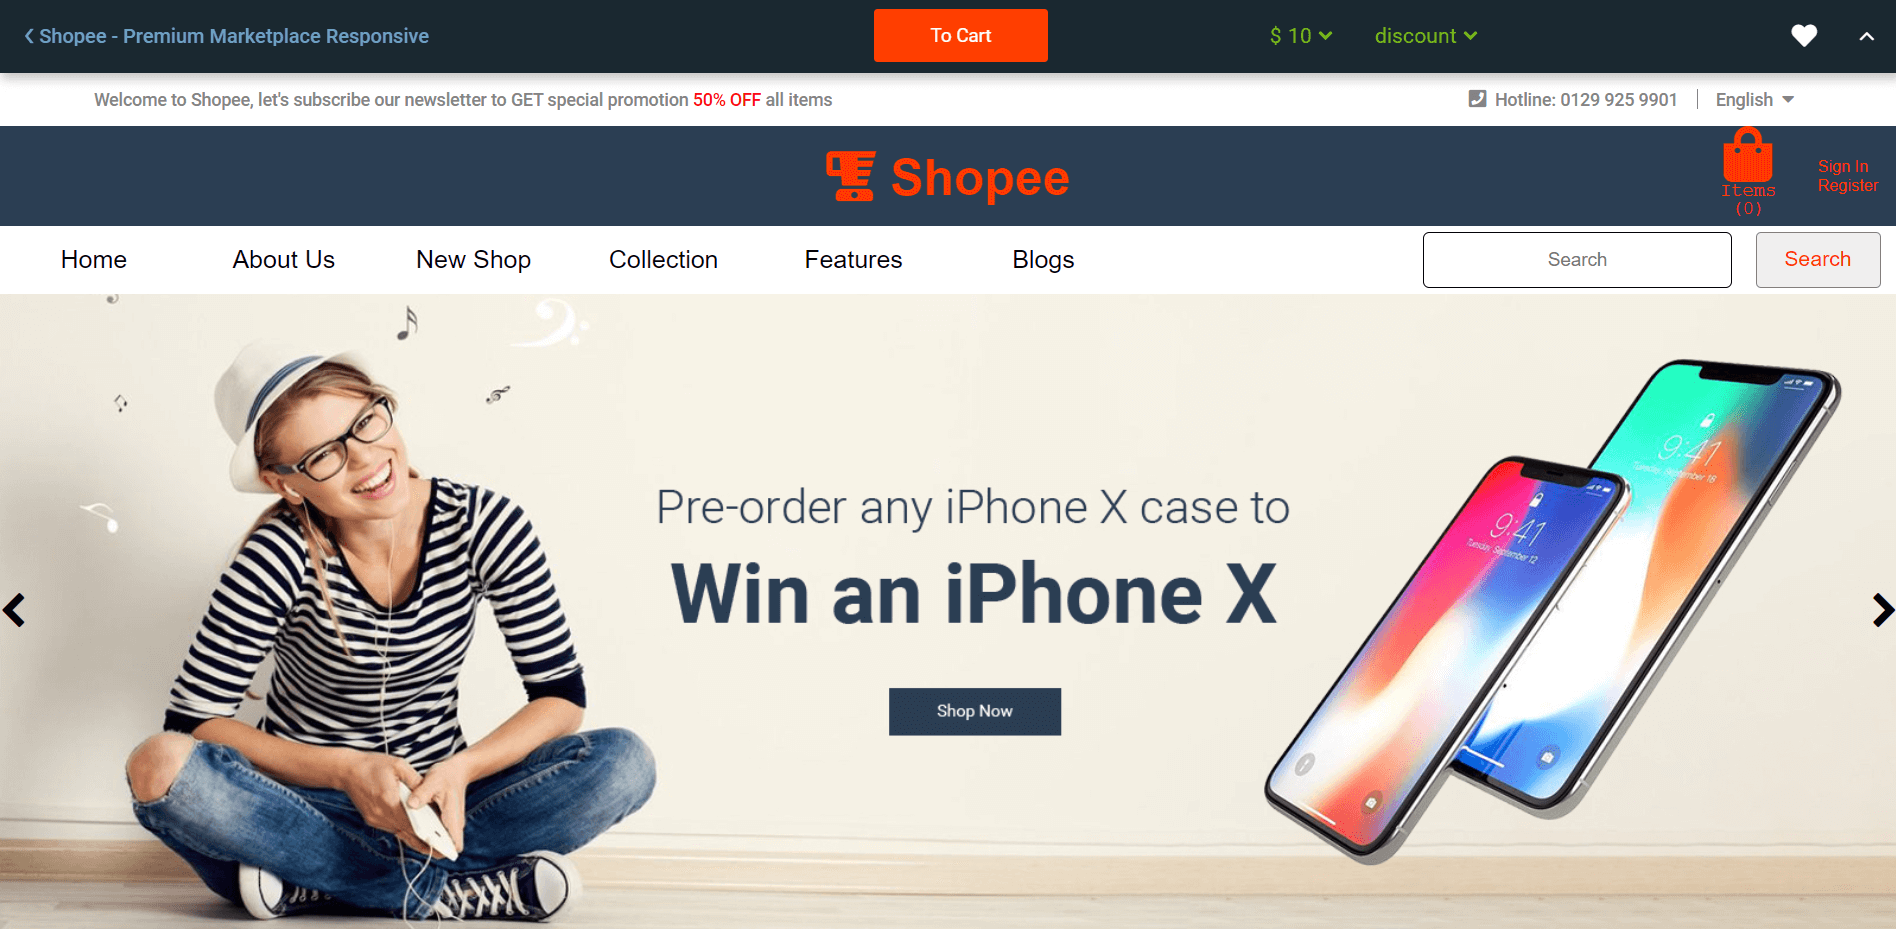 Shopee - Premium Marketplace Responsive
To Cart
$ 10
discount
Welcome to Shopee, let's subscribe our newsletter to GET special promotion 50% OFF all items
Hotline: 0129 925 9901
English
Shopee
Items
(0)
Sign In
Register
Home
About Us
New Shop
Collection
Features
Blogs
Search
Search
Pre-order any iPhone X case to
Win an iPhone X
Shop Now
9:41
Tuesday, September 12
9:41